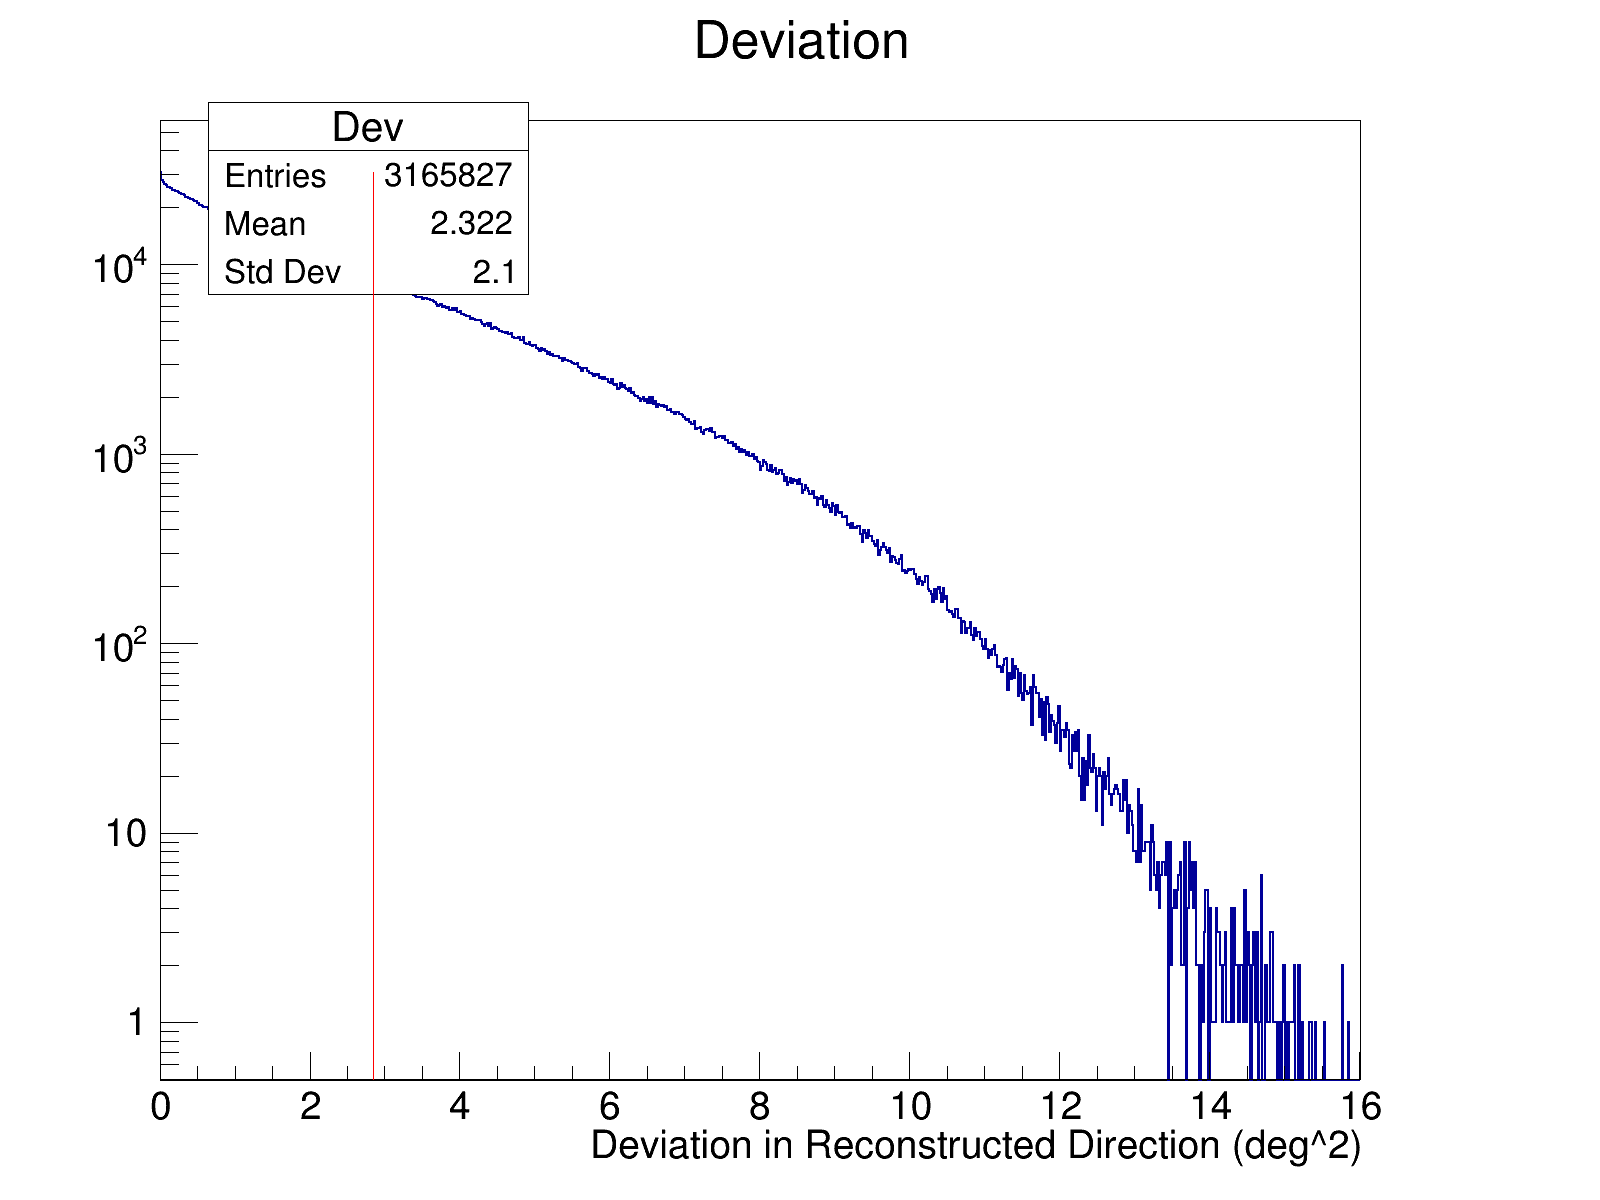 Deviation
Dev
Entries 3165827
Mean 2.322
Std Dev 2.1
10^4
10^3
10^2
10
1
0 2 4 6 8 10 12 14 16
Deviation in Reconstructed Direction (deg^2)